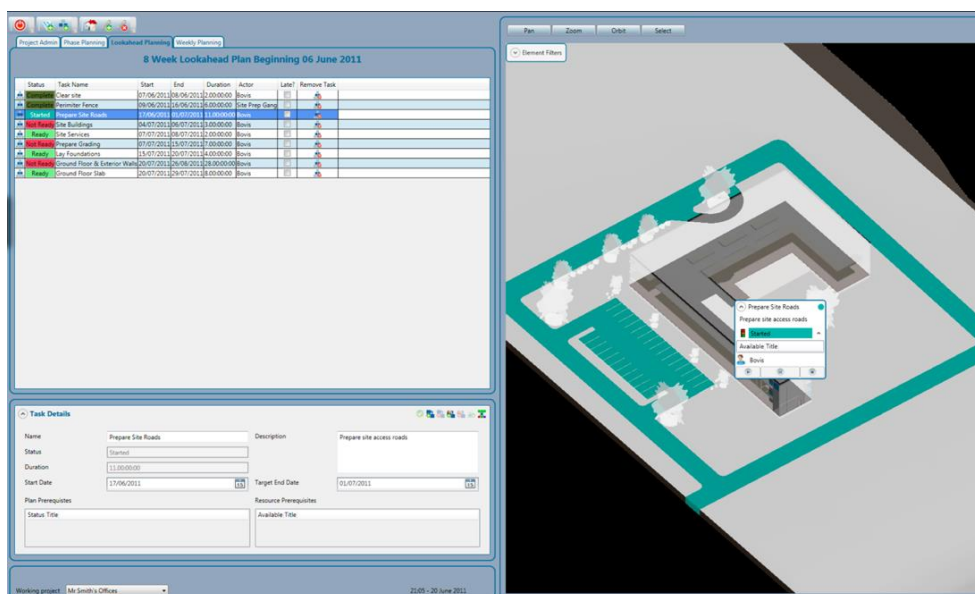 Project Admin Phase Planning Lookahead Planning Weekly Planning
8 Week Lookahead Plan Beginning 06 June 2011
Status Task Name Start End Duration Actor Late? Remove Task
Complete Clear site 07/06/2011 08/06/2011 2.00:00:00 Bovis
Complete Perimiter Fence 09/06/2011 16/06/2011 6.00:00:00 Site Prep Gang
Started Prepare Site Roads 17/06/2011 01/07/2011 11.00:00:00 Bovis
Not Ready Site Buildings 04/07/2011 06/07/2011 3.00:00:00 Bovis
Ready Site Services 07/07/2011 08/07/2011 2.00:00:00 Bovis
Not Ready Prepare Grading 07/07/2011 15/07/2011 7.00:00:00 Bovis
Ready Lay Foundations 15/07/2011 20/07/2011 4.00:00:00 Bovis
Not Ready Ground Floor & Exterior Walls 20/07/2011 26/08/2011 28.00:00:00 Bovis
Ready Ground Floor Slab 20/07/2011 29/07/2011 8.00:00:00 Bovis
Task Details
Name Prepare Site Roads Description Prepare site access roads
Status Started
Duration 11.00:00:00
Start Date 17/06/2011 15 Target End Date 01/07/2011 15
Plan Prerequistes Resource Prerequisites
Status Title Available Title
Working project Mr Smith's Offices 21:05 - 20 June 2011
Pan Zoom Orbit Select
Element Filters
Prepare Site Roads
Prepare site access roads
Started
Available Title
Bovis